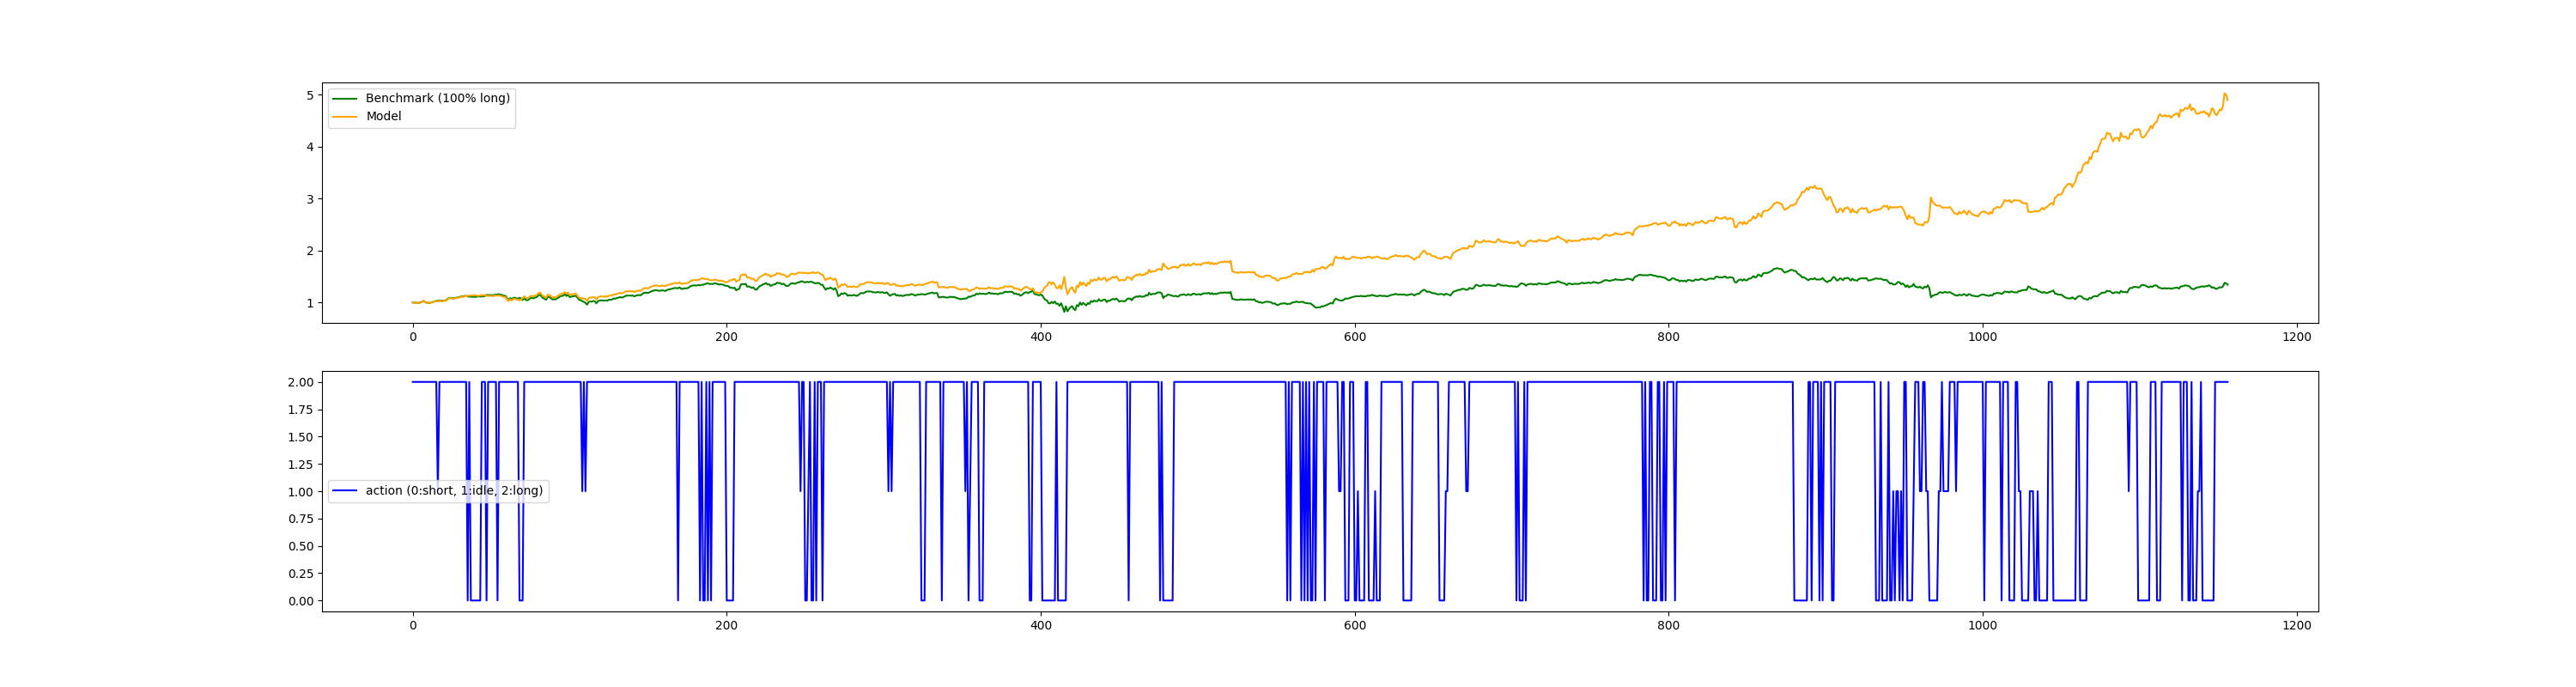 5
4
3
2
1
Benchmark (100% long)
Model
0 200 400 600 800 1000 1200
2.00
1.75
1.50
1.25
1.00
0.75
0.50
0.25
0.00
action (0:short, 1:idle, 2:long)
0 200 400 600 800 1000 1200